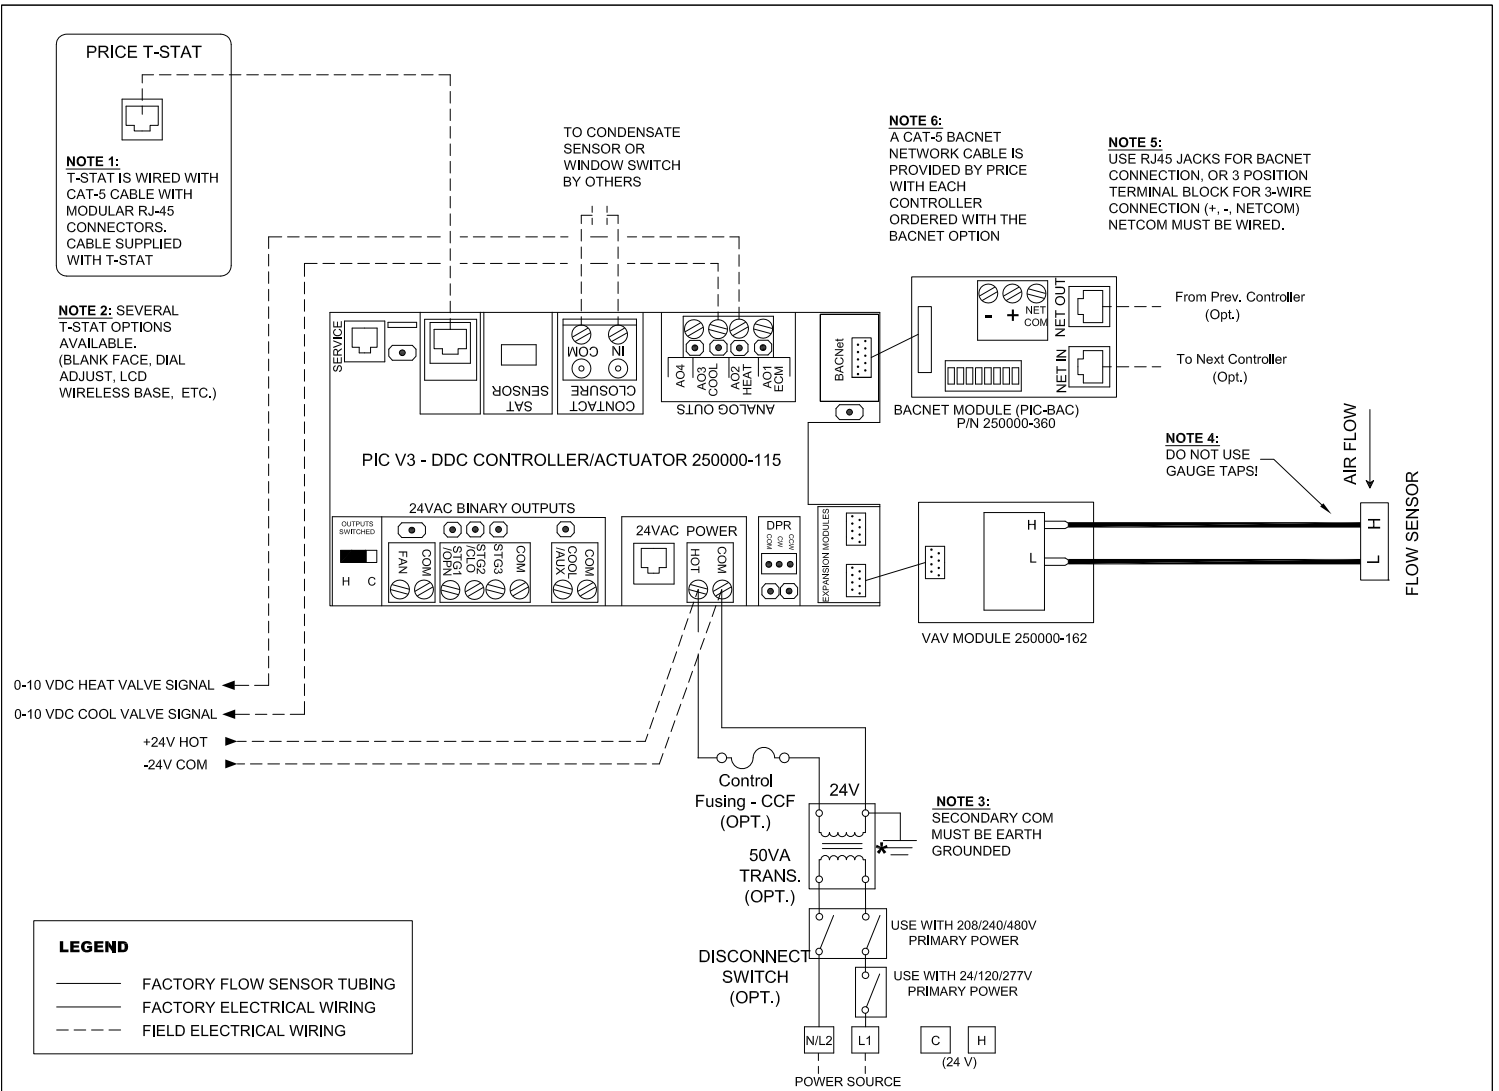 PRICE T-STAT
NOTE 1:
T-STAT IS WIRED WITH
CAT-5 CABLE WITH
MODULAR RJ-45
CONNECTORS.
CABLE SUPPLIED
WITH T-STAT
NOTE 2: SEVERAL
T-STAT OPTIONS
AVAILABLE.
(BLANK FACE, DIAL
ADJUST, LCD
WIRELESS BASE, ETC.)
TO CONDENSATE
SENSOR OR
WINDOW SWITCH
BY OTHERS
NOTE 6:
A CAT-5 BACNET
NETWORK CABLE IS
PROVIDED BY PRICE
WITH EACH
CONTROLLER
ORDERED WITH THE
BACNET OPTION
NOTE 5:
USE RJ45 JACKS FOR BACNET
CONNECTION, OR 3 POSITION
TERMINAL BLOCK FOR 3-WIRE
CONNECTION (+, -, NETCOM)
NETCOM MUST BE WIRED.
SERVICE
SAT
SENSOR
COM
IN
CONTACT
CLOSURE
AO4
AO3
COOL
AO2
HEAT
AO1
ECM
ANALOG OUTS
BACNet
- +
NET
COM
NET OUT
NET IN
From Prev. Controller
(Opt.)
To Next Controller
(Opt.)
BACNET MODULE (PIC-BAC)
P/N 250000-360
PIC V3 - DDC CONTROLLER/ACTUATOR 250000-115
NOTE 4:
DO NOT USE
GAUGE TAPS!
AIR FLOW
H
L
FLOW SENSOR
24VAC BINARY OUTPUTS
OUTPUTS
SWITCHED
H C
FAN
COM
STG1
/OPN
STG2
/CLO
STG3
COM
COOL
/AUX
COM
24VAC POWER
HOT
COM
DPR
COM
CW
CCW
EXPANSION MODULES
H
L
VAV MODULE 250000-162
0-10 VDC HEAT VALVE SIGNAL
0-10 VDC COOL VALVE SIGNAL
+24V HOT
-24V COM
Control
Fusing - CCF
(OPT.)
24V
NOTE 3:
SECONDARY COM
MUST BE EARTH
GROUNDED
*
50VA
TRANS.
(OPT.)
USE WITH 208/240/480V
PRIMARY POWER
DISCONNECT
SWITCH
(OPT.)
USE WITH 24/120/277V
PRIMARY POWER
N/L2
L1
C
H
(24 V)
POWER SOURCE
LEGEND
FACTORY FLOW SENSOR TUBING
FACTORY ELECTRICAL WIRING
FIELD ELECTRICAL WIRING